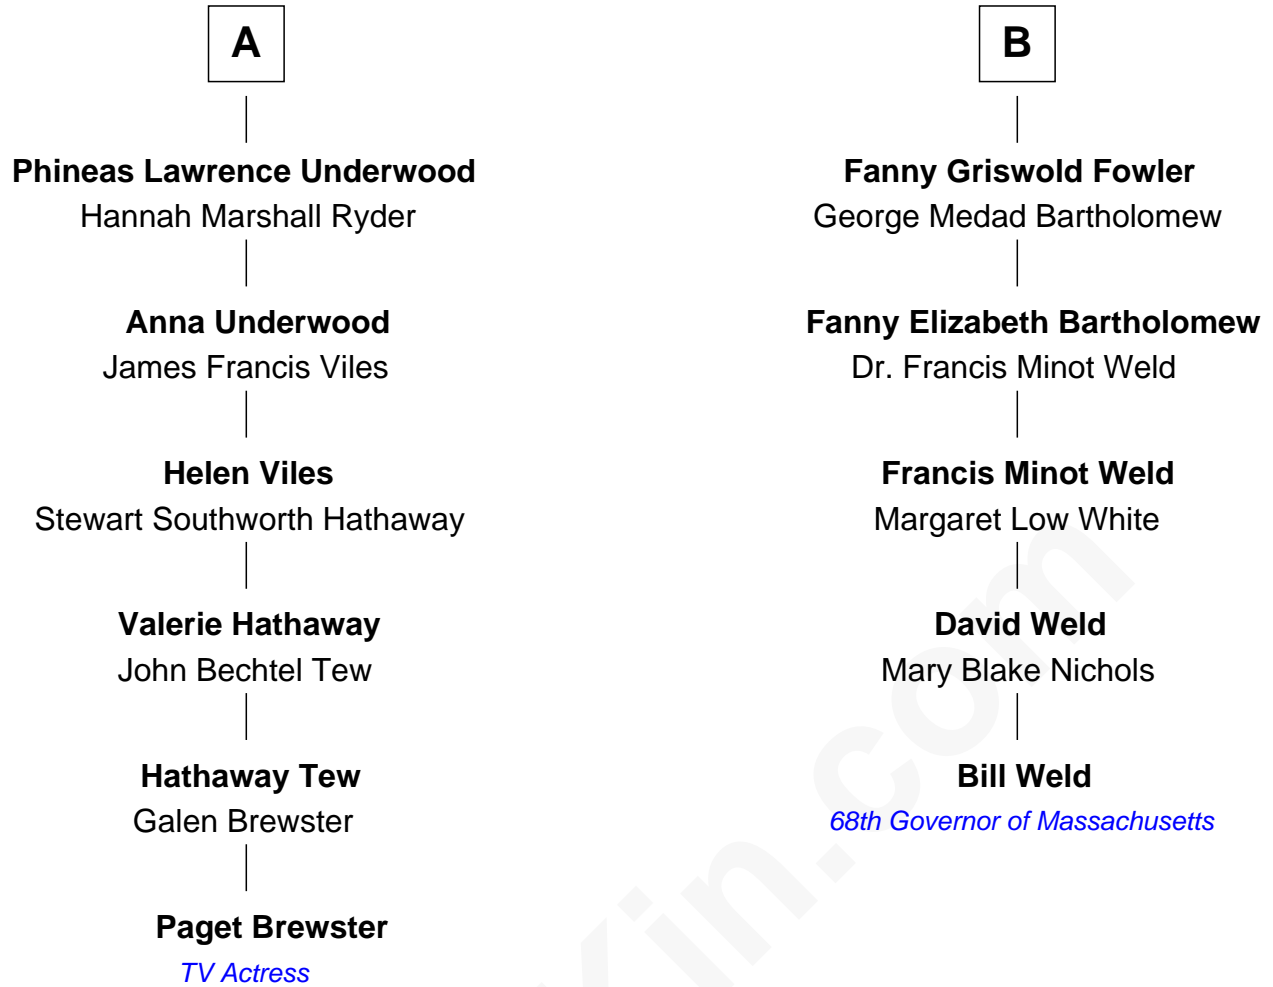 A
Phineas Lawrence Underwood
Hannah Marshall Ryder
Anna Underwood
James Francis Viles
Helen Viles
Stewart Southworth Hathaway
Valerie Hathaway
John Bechtel Tew
Hathaway Tew
Galen Brewster
Paget Brewster
TV Actress
B
Fanny Griswold Fowler
George Medad Bartholomew
Fanny Elizabeth Bartholomew
Dr. Francis Minot Weld
Francis Minot Weld
Margaret Low White
David Weld
Mary Blake Nichols
Bill Weld
68th Governor of Massachusetts
Kin.com